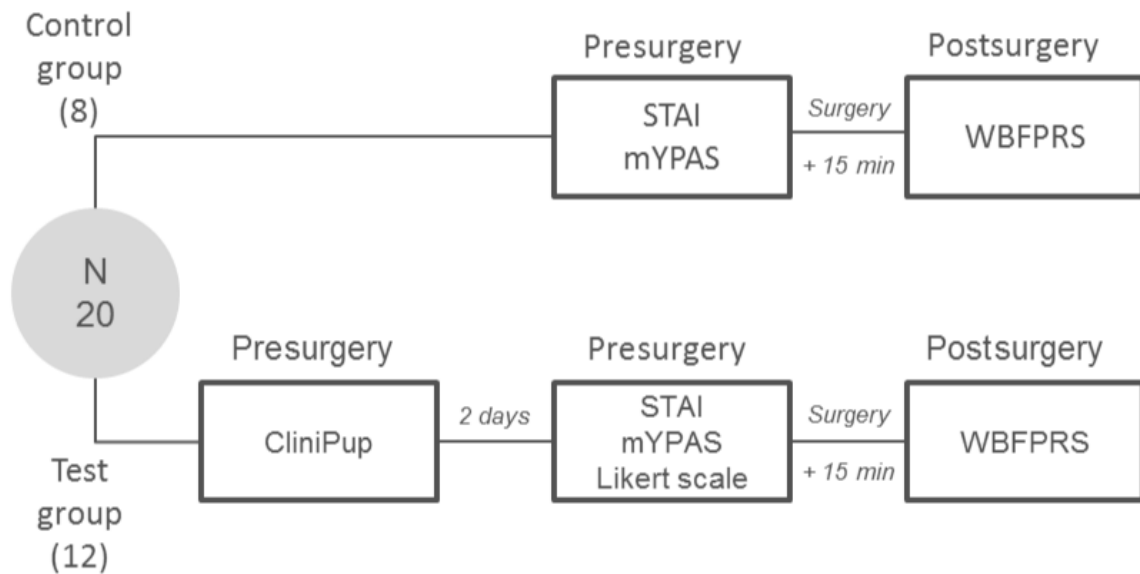 Control
group
(8)
Presurgery
STAI
mYPAS
Surgery
+ 15 min
Postsurgery
WBFPRS
N
20
Test
group
(12)
Presurgery
CliniPup
2 days
Presurgery
STAI
mYPAS
Likert scale
Surgery
+ 15 min
Postsurgery
WBFPRS